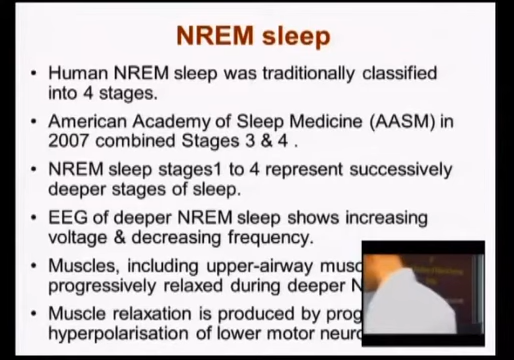 NREM sleep
• Human NREM sleep was traditionally classified
into 4 stages.
• American Academy of Sleep Medicine (AASM) in
2007 combined Stages 3 & 4 .
• NREM sleep stages1 to 4 represent successively
deeper stages of sleep.
• EEG of deeper NREM sleep shows increasing
voltage & decreasing frequency.
• Muscles, including upper-airway musc
progressively relaxed during deeper N
• Muscle relaxation is produced by prog
hyperpolarisation of lower motor neuro